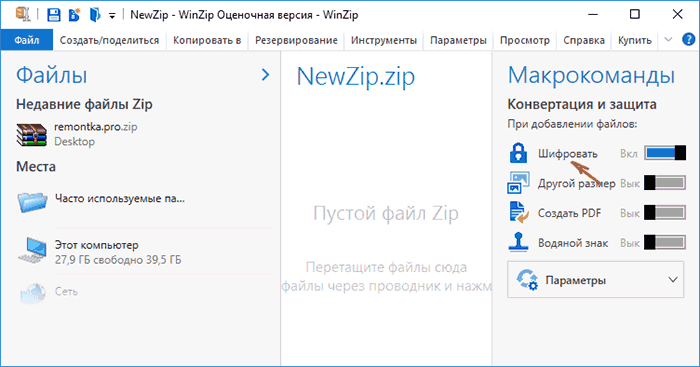 NewZip - WinZip Оценочная версия - WinZip
Файл Создать/поделиться Копировать в Резервирование Инструменты Параметры Просмотр Справка Купить
Файлы
Недавние файлы Zip
remontka.pro.zip
Desktop
Места
Часто используемые па...
Этот компьютер
27,9 ГБ свободно 39,5 ГБ
Сеть
NewZip.zip
Пустой файл Zip
Перетащите файлы сюда
файлы через проводник и нажм
Макрокоманды
Конвертация и защита
При добавлении файлов:
Шифровать Вкл
Другой размер Вык
Создать PDF Вык
Водяной знак Вык
Параметры